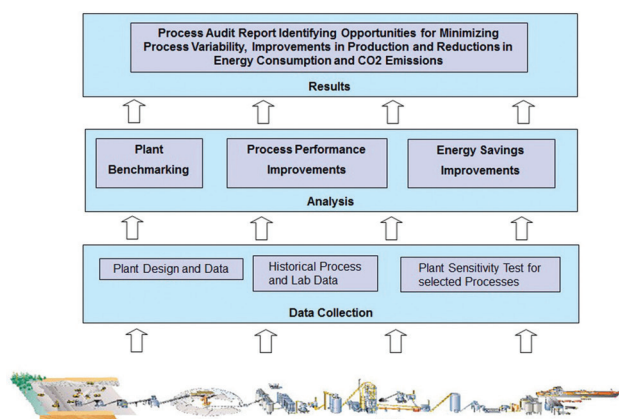 Process Audit Report Identifying Opportunities for Minimizing
Process Variability, Improvements in Production and Reductions in
Energy Consumption and CO2 Emissions
Results
Plant
Benchmarking
Process Performance
Improvements
Energy Savings
Improvements
Analysis
Plant Design and Data
Historical Process
and Lab Data
Plant Sensitivity Test for
selected Processes
Data Collection